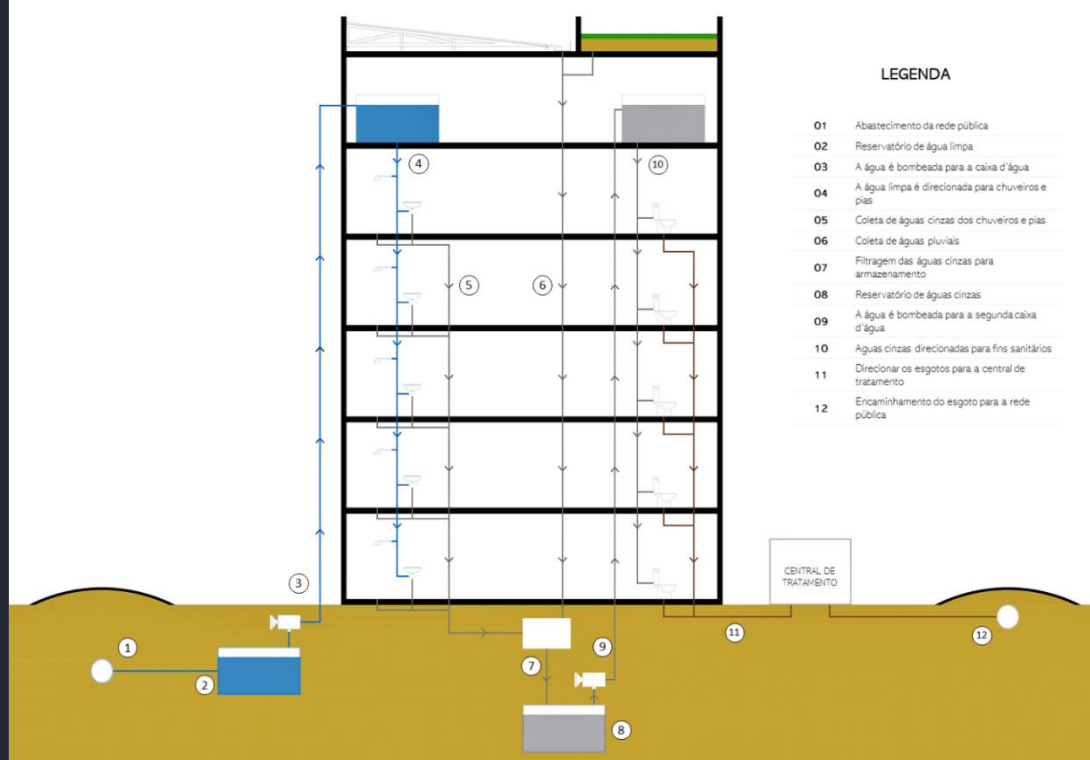 LEGENDA
01 Abastecimento da rede pública
02 Reservatório de água limpa
03 A água é bombeada para a caixa d'água
04 A água limpa é direcionada para chuveiros e
pias
05 Coleta de águas cinzas dos chuveiros e pias
06 Coleta de águas pluviais
07 Filtragem das águas cinzas para
armazenamento
08 Reservatório de águas cinzas
09 A água é bombeada para a segunda caixa
d'água
10 Aguas cinzas direcionadas para fins sanitários
11 Direcionar os esgotos para a central de
tratamento
12 Encaminhamento do esgoto para a rede
pública
4
10
5
6
3
CENTRAL DE
TRATAMENTO
1
2
7
9
8
11
12